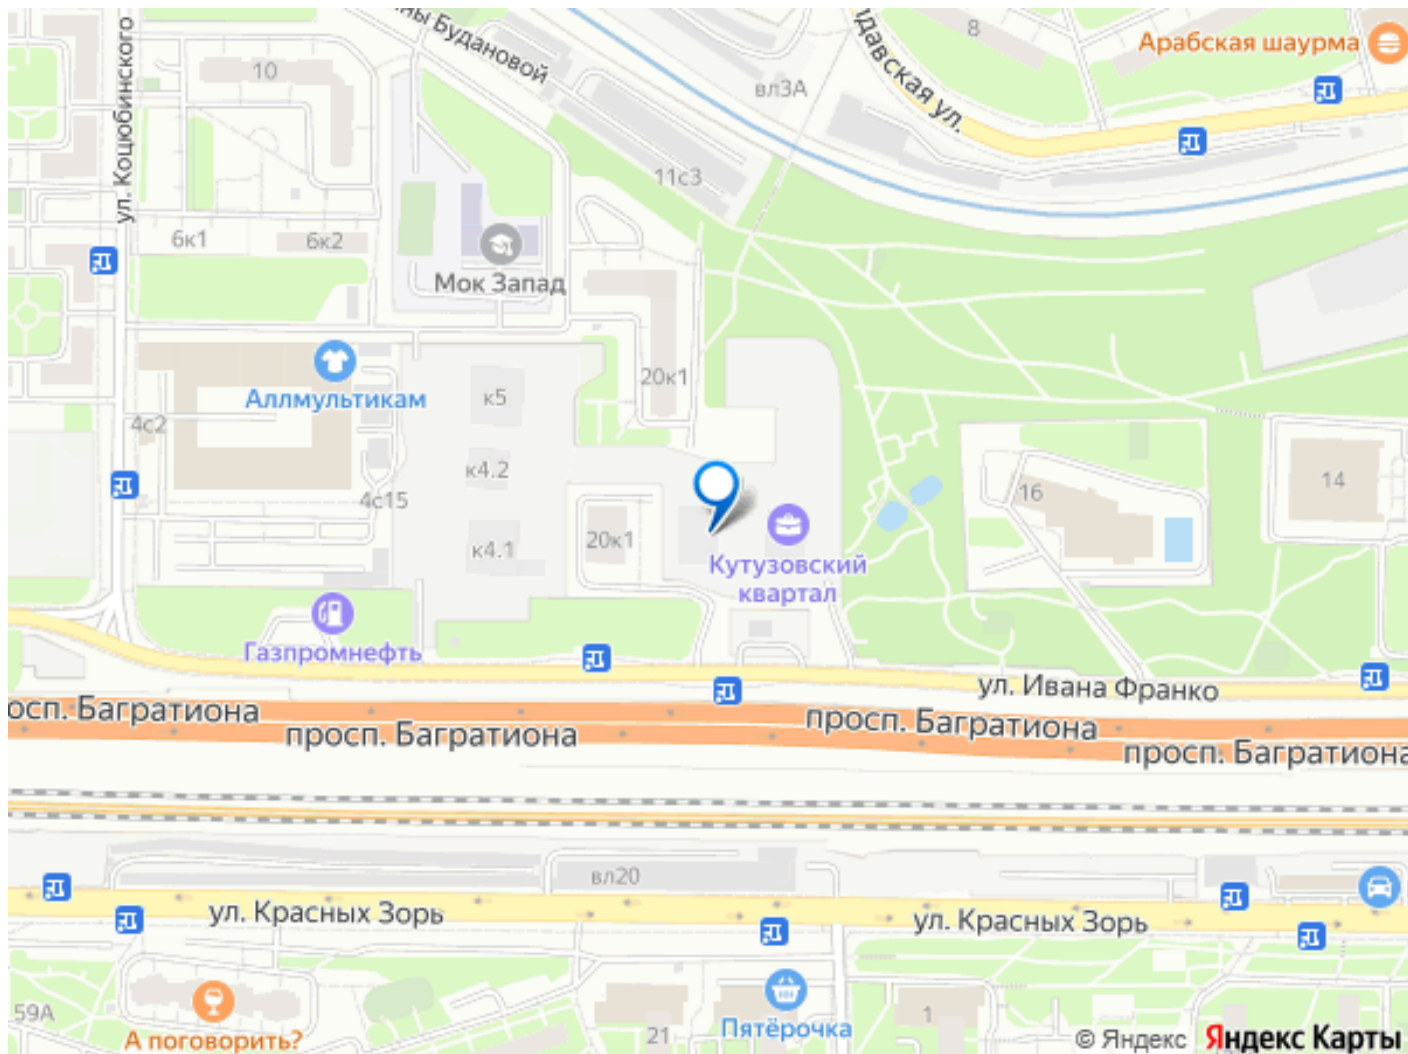 ул. Коцюбинского
ны Будановой
давская ул.
8
Арабская шаурма
10
вл3А
11с3
6к1
6к2
Мок Запад
20к1
Аллмультикам
к5
4с2
к4.2
4с15
16
14
к4.1
20к1
Кутузовский
квартал
Газпромнефть
ул. Ивана Франко
осп. Багратиона
просп. Багратиона
просп. Багратиона
просп. Багратиона
вл20
ул. Красных Зорь
ул. Красных Зорь
59А
А поговорить?
21
Пятёрочка
1
© Яндекс Яндекс Карты